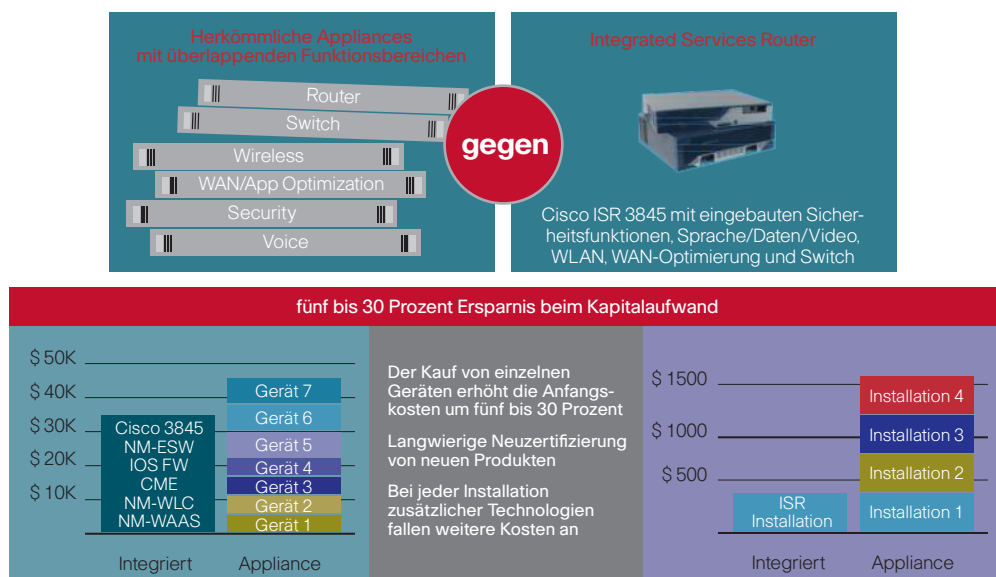 Herkömmliche Appliances
mit überlappenden Funktionsbereichen
Router
Switch
Wireless
WAN/App Optimization
Security
Voice
gegen
Integrated Services Router
Cisco ISR 3845 mit eingebauten Sicher-
heitsfunktionen, Sprache/Daten/Video,
WLAN, WAN-Optimierung und Switch
fünf bis 30 Prozent Ersparnis beim Kapitalaufwand
$ 50K
$ 40K
$ 30K
$ 20K
$ 10K
Cisco 3845
NM-ESW
IOS FW
CME
NM-WLC
NM-WAAS
Gerät 7
Gerät 6
Gerät 5
Gerät 4
Gerät 3
Gerät 2
Gerät 1
Integriert
Appliance
Der Kauf von einzelnen
Geräten erhöht die Anfangs-
kosten um fünf bis 30 Prozent
Langwierige Neuzertifizierung
von neuen Produkten
Bei jeder Installation
zusätzlicher Technologien
fallen weitere Kosten an
$ 1500
$ 1000
$ 500
ISR
Installation
Installation 4
Installation 3
Installation 2
Installation 1
Integriert
Appliance